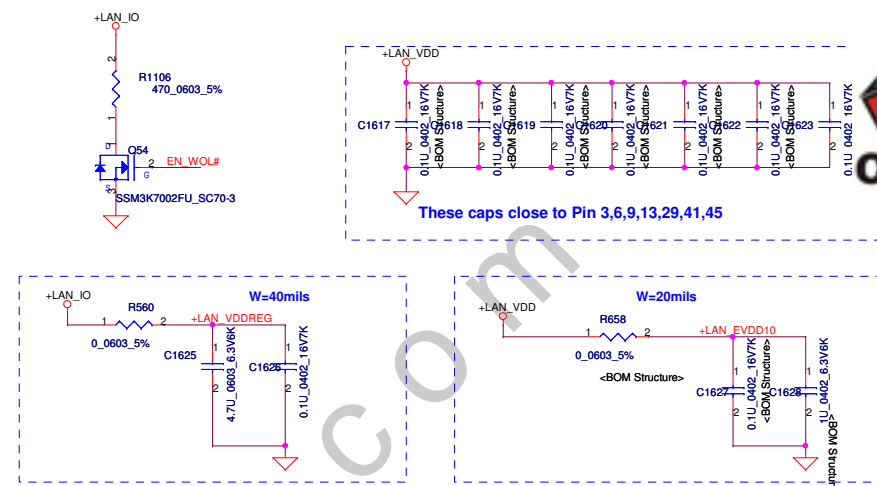 +LAN_IO
2
R1106
470_0603_5%
1
D
Q54
2
EN_WOL#
G
S
3
SSM3K7002FU_SC70-3
+LAN_VDD
1
2
C1617
0.1U_0402_16V7K
<BOM Structure>
1
2
C1618
0.1U_0402_16V7K
<BOM Structure>
1
2
C1619
0.1U_0402_16V7K
<BOM Structure>
1
2
C1620
0.1U_0402_16V7K
<BOM Structure>
1
2
C1621
0.1U_0402_16V7K
<BOM Structure>
1
2
C1622
0.1U_0402_16V7K
<BOM Structure>
1
2
C1623
0.1U_0402_16V7K
These caps close to Pin 3,6,9,13,29,41,45
W=40mils
+LAN_IO
R560
1
2
0_0603_5%
+LAN_VDDREG
1
2
C1625
4.7U_0603_6.3V6K
1
2
C1626
0.1U_0402_16V7K
W=20mils
+LAN_VDD
R658
1
2
0_0603_5%
<BOM Structure>
+LAN_EVDD10
1
2
C1627
0.1U_0402_16V7K
<BOM Structure>
1
2
C1628
1U_0402_6.3V6K
<BOM Structur
com